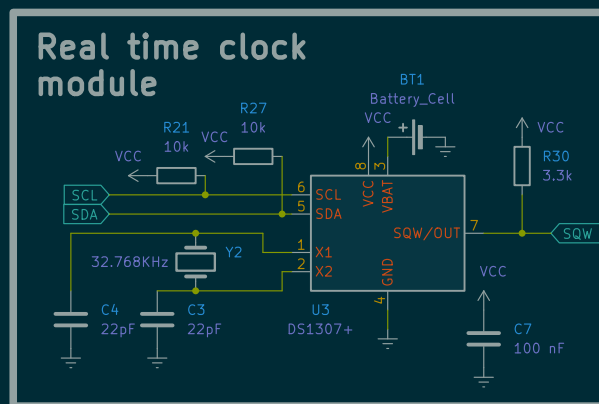 Real time clock
module
BT1
Battery_Cell
VCC
R27
10k
VCC
R21
10k
VCC
VCC
R30
3.3k
8
3
VCC
VBAT
6
SCL
SCL
5
SDA
SDA
7
SQW/OUT
SQW
1
X1
2
X2
Y2
32.768KHz
GND
4
U3
DS1307+
C4
22pF
C3
22pF
VCC
C7
100 nF